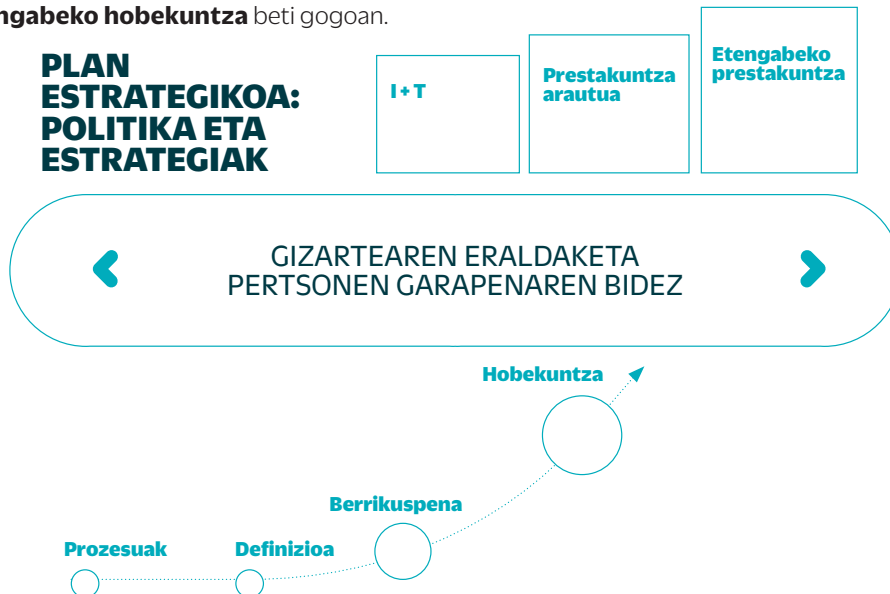 ngabeko hobekuntza beti gogoan.
PLAN
ESTRATEGIKOA:
POLITIKA ETA
ESTRATEGIAK
I + T
Prestakuntza
arautua
Etengabeko
prestakuntza
GIZARTEAREN ERALDAKETA
PERTSONEN GARAPENAREN BIDEZ
Hobekuntza
Berrikuspena
Prozesuak
Definizioa